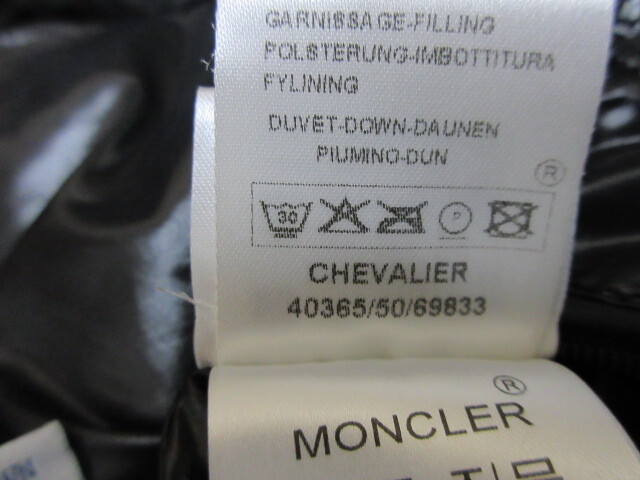 GARNISSAGE-FILLING
POLSTERUNG-IMBOTTITURA
FYLINING
DUVET-DOWN-DAUNEN
PIUMINO-DUN
®
30 P
CHEVALIER
40365/50/69833
®
MONCLER